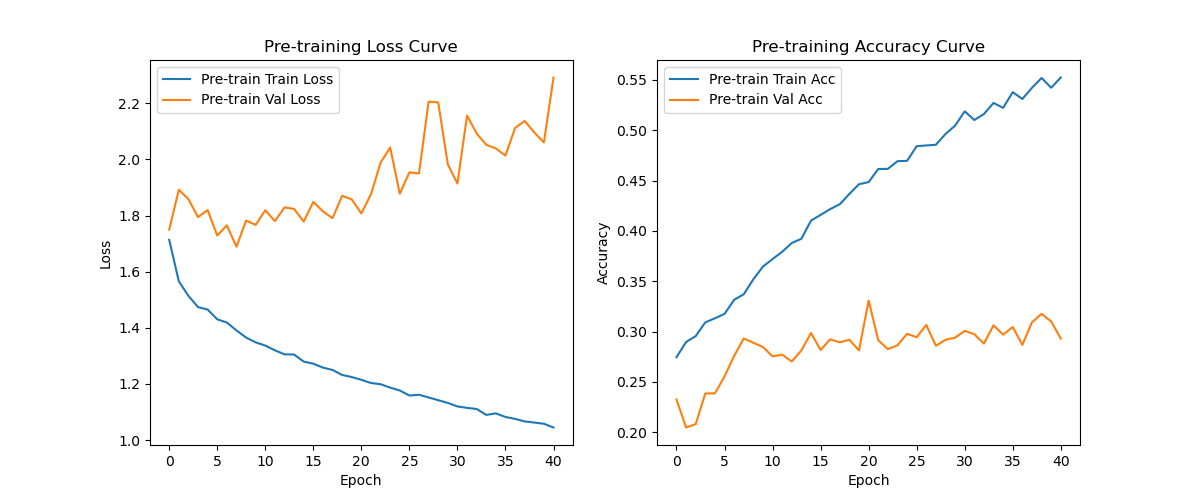 Pre-training Loss Curve
Pre-train Train Loss
Pre-train Val Loss
2.2
2.0
1.8
1.6
1.4
1.2
1.0
Loss
0 5 10 15 20 25 30 35 40
Epoch
Pre-training Accuracy Curve
Pre-train Train Acc
Pre-train Val Acc
0.55
0.50
0.45
0.40
0.35
0.30
0.25
0.20
Accuracy
0 5 10 15 20 25 30 35 40
Epoch